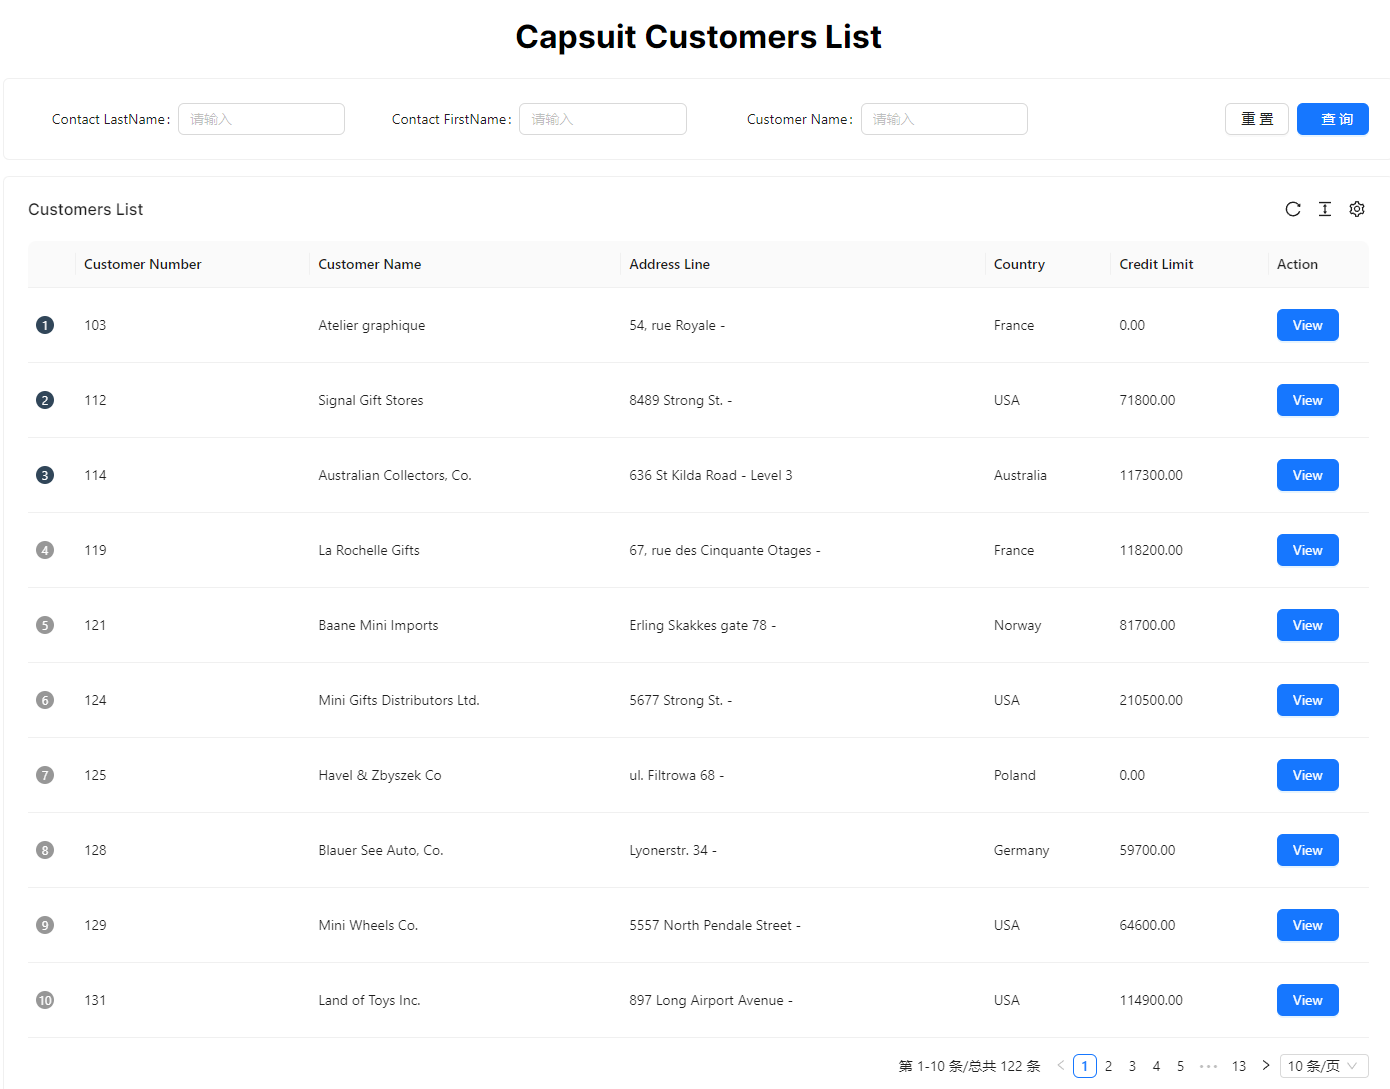 Capsuit Customers List
Contact LastName: 请输入 Contact FirstName: 请输入 Customer Name: 请输入 重 置 查 询
Customers List
Customer Number Customer Name Address Line Country Credit Limit Action
1 103 Atelier graphique 54, rue Royale - France 0.00 View
2 112 Signal Gift Stores 8489 Strong St. - USA 71800.00 View
3 114 Australian Collectors, Co. 636 St Kilda Road - Level 3 Australia 117300.00 View
4 119 La Rochelle Gifts 67, rue des Cinquante Otages - France 118200.00 View
5 121 Baane Mini Imports Erling Skakkes gate 78 - Norway 81700.00 View
6 124 Mini Gifts Distributors Ltd. 5677 Strong St. - USA 210500.00 View
7 125 Havel & Zbyszek Co ul. Filtrowa 68 - Poland 0.00 View
8 128 Blauer See Auto, Co. Lyonerstr. 34 - Germany 59700.00 View
9 129 Mini Wheels Co. 5557 North Pendale Street - USA 64600.00 View
10 131 Land of Toys Inc. 897 Long Airport Avenue - USA 114900.00 View
第 1-10 条/总共 122 条 < 1 2 3 4 5 ••• 13 > 10 条/页